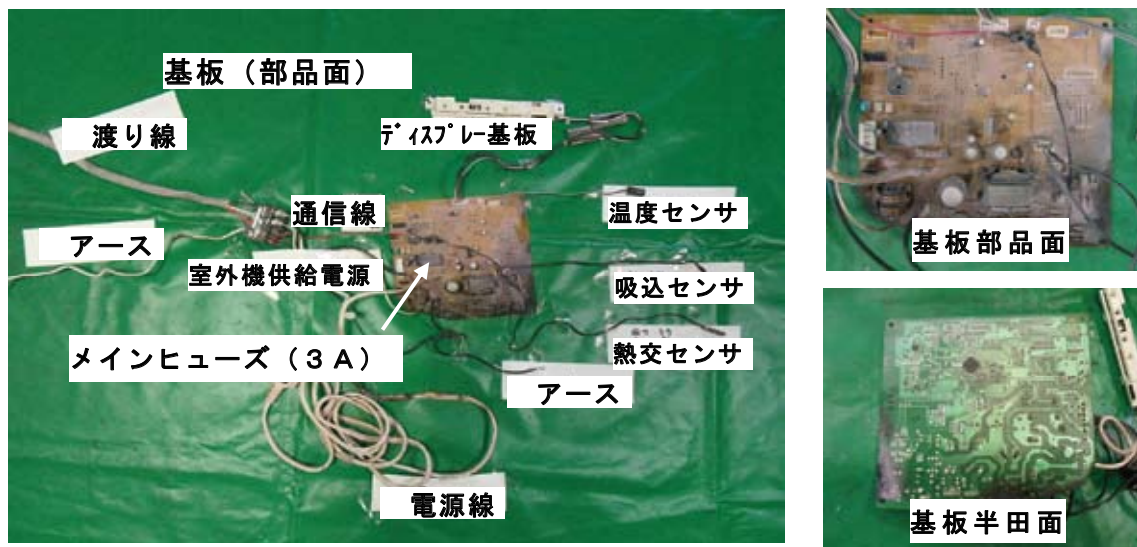 基板（部品面）
渡り線
ディスプレー基板
通信線
温度センサ
アース
室外機供給電源
吸込センサ
メインヒューズ（３Ａ）
熱交センサ
アース
電源線
基板部品面
基板半田面